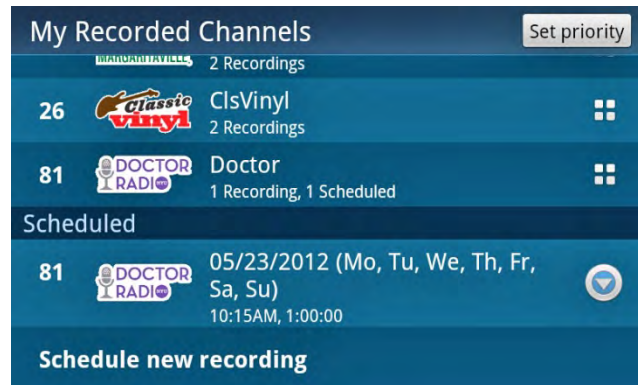 My Recorded Channels
Set priority
MARGARITAVILLE
2 Recordings
26
Classic
vinyl
ClsVinyl
2 Recordings
81
DOCTOR
RADIO
Doctor
1 Recording, 1 Scheduled
Scheduled
81
DOCTOR
RADIO
05/23/2012 (Mo, Tu, We, Th, Fr,
Sa, Su)
10:15AM, 1:00:00
Schedule new recording